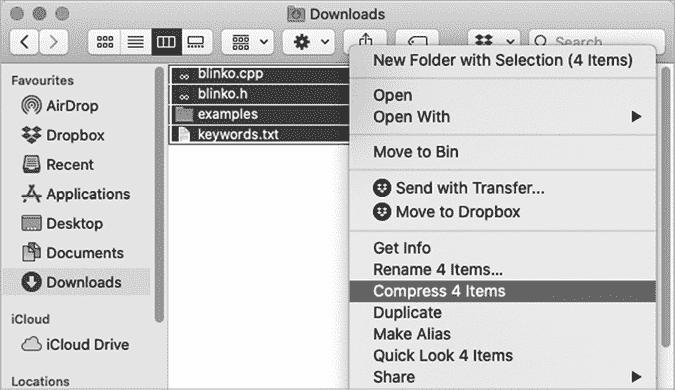 Downloads
Search
Favourites
AirDrop
Dropbox
Recent
Applications
Desktop
Documents
Downloads
iCloud
iCloud Drive
Locations
blinko.cpp
blinko.h
examples
keywords.txt
New Folder with Selection (4 Items)
Open
Open With
Move to Bin
Send with Transfer...
Move to Dropbox
Get Info
Rename 4 Items...
Compress 4 Items
Duplicate
Make Alias
Quick Look 4 Items
Share